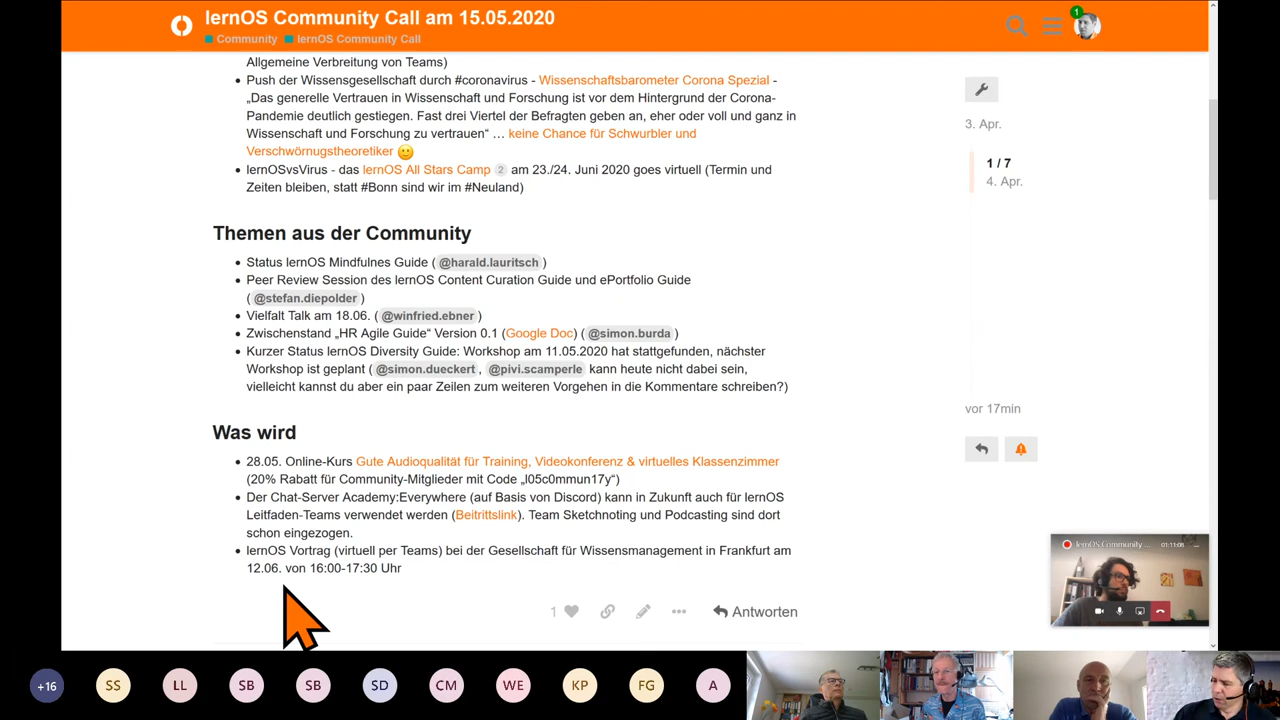 lernOS Community Call am 15.05.2020
Community lernOS Community Call
1
Allgemeine Verbreitung von Teams)
Push der Wissensgesellschaft durch #coronavirus - Wissenschaftsbarometer Corona Spezial -
„Das generelle Vertrauen in Wissenschaft und Forschung ist vor dem Hintergrund der Corona-
Pandemie deutlich gestiegen. Fast drei Viertel der Befragten geben an, eher oder voll und ganz in
Wissenschaft und Forschung zu vertrauen“ … keine Chance für Schwurbler und
Verschwörnugstheoretiker
lernOSvsVirus - das lernOS All Stars Camp 2 am 23./24. Juni 2020 goes virtuell (Termin und
Zeiten bleiben, statt #Bonn sind wir im #Neuland)
3. Apr.
1 / 7
4. Apr.
Themen aus der Community
Status lernOS Mindfulnes Guide ( @harald.lauritsch )
Peer Review Session des lernOS Content Curation Guide und ePortfolio Guide
( @stefan.diepolder )
Vielfalt Talk am 18.06. ( @winfried.ebner )
Zwischenstand „HR Agile Guide“ Version 0.1 (Google Doc) ( @simon.burda )
Kurzer Status lernOS Diversity Guide: Workshop am 11.05.2020 hat stattgefunden, nächster
Workshop ist geplant ( @simon.dueckert , @pivi.scamperle kann heute nicht dabei sein,
vielleicht kannst du aber ein paar Zeilen zum weiteren Vorgehen in die Kommentare schreiben?)
vor 17min
Was wird
28.05. Online-Kurs Gute Audioqualität für Training, Videokonferenz & virtuelles Klassenzimmer
(20% Rabatt für Community-Mitglieder mit Code „l05c0mmun17y“)
Der Chat-Server Academy:Everywhere (auf Basis von Discord) kann in Zukunft auch für lernOS
Leitfaden-Teams verwendet werden (Beitrittslink). Team Sketchnoting und Podcasting sind dort
schon eingezogen.
lernOS Vortrag (virtuell per Teams) bei der Gesellschaft für Wissensmanagement in Frankfurt am
12.06. von 16:00-17:30 Uhr
1 Antworten
lernOS Community ... 01:11:08
+16 SS LL SB SB SD CM WE KP FG A